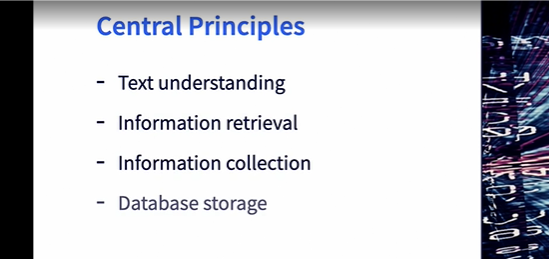 Central Principles
- Text understanding
- Information retrieval
- Information collection
- Database storage